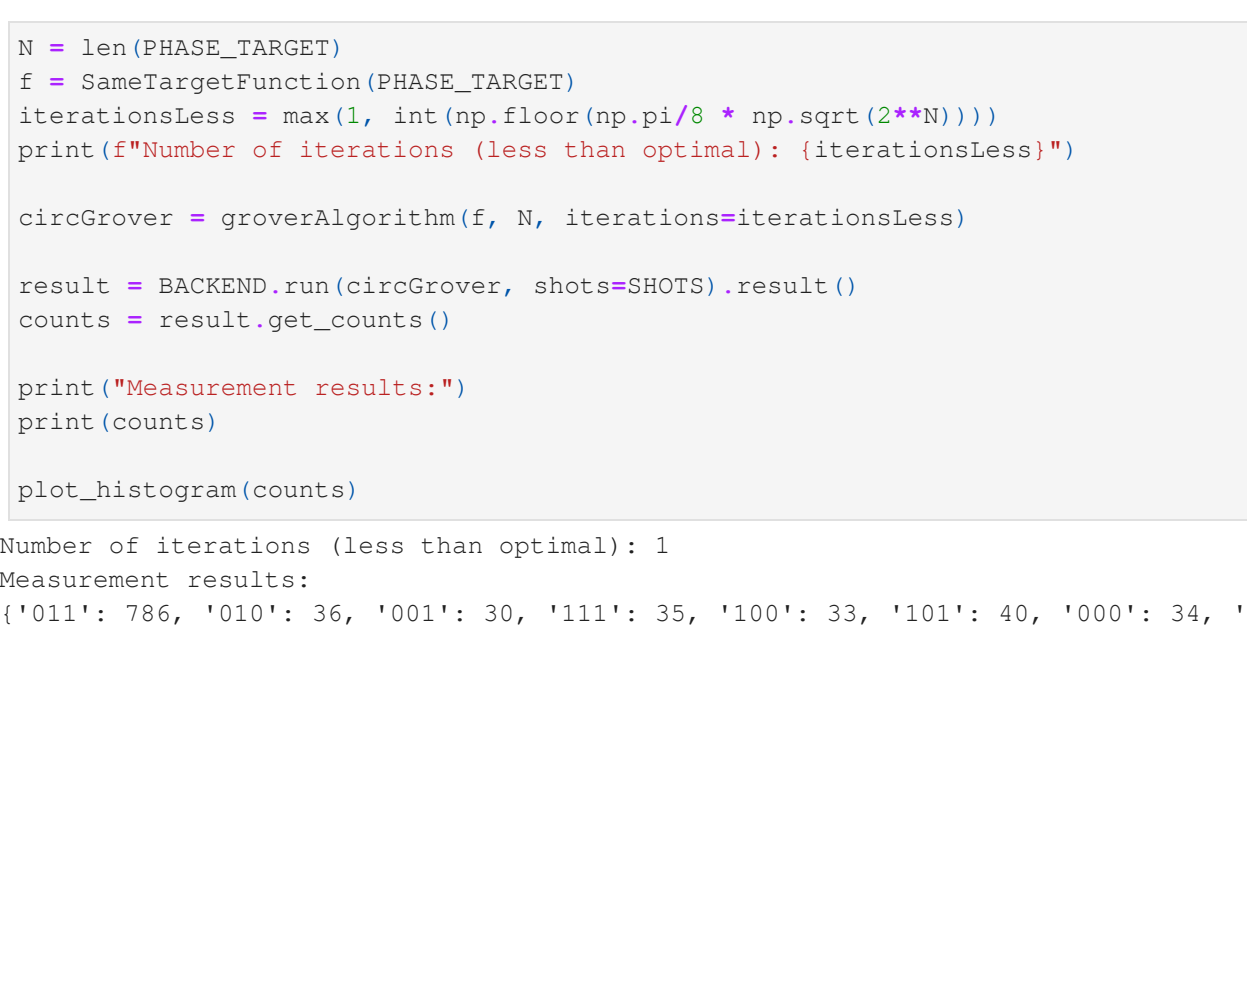 N = len(PHASE_TARGET)
f = SameTargetFunction(PHASE_TARGET)
iterationsLess = max(1, int(np.floor(np.pi/8 * np.sqrt(2**N))))
print(f"Number of iterations (less than optimal): {iterationsLess}")
circGrover = groverAlgorithm(f, N, iterations=iterationsLess)
result = BACKEND.run(circGrover, shots=SHOTS).result()
counts = result.get_counts()
print("Measurement results:")
print(counts)
plot_histogram(counts)
Number of iterations (less than optimal): 1
Measurement results:
{'011': 786, '010': 36, '001': 30, '111': 35, '100': 33, '101': 40, '000': 34, '